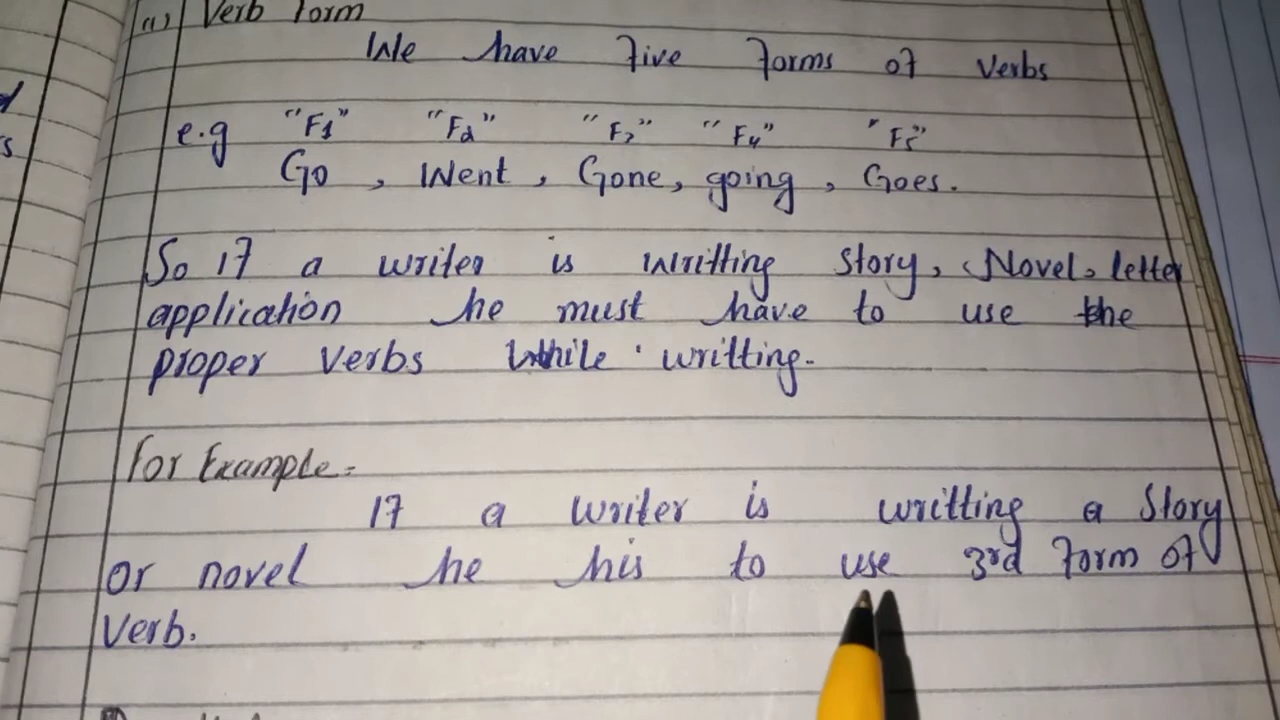 (1) Verb Form
We have Five Forms of Verbs
e.g "F1" "F2" "F3" "F4" "F5"
Go , Went , Gone, going , Goes.
So If a writer is writting story, Novel, letter
application he must have to use the
proper verbs While writting.
For Example-
If a writer is writting a Story
or novel he his to use 3rd Form of
Verb.